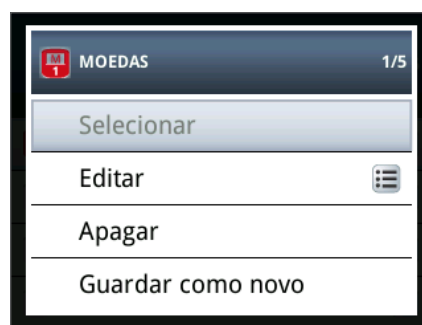 M
1
MOEDAS 1/5
Selecionar
Editar
Apagar
Guardar como novo